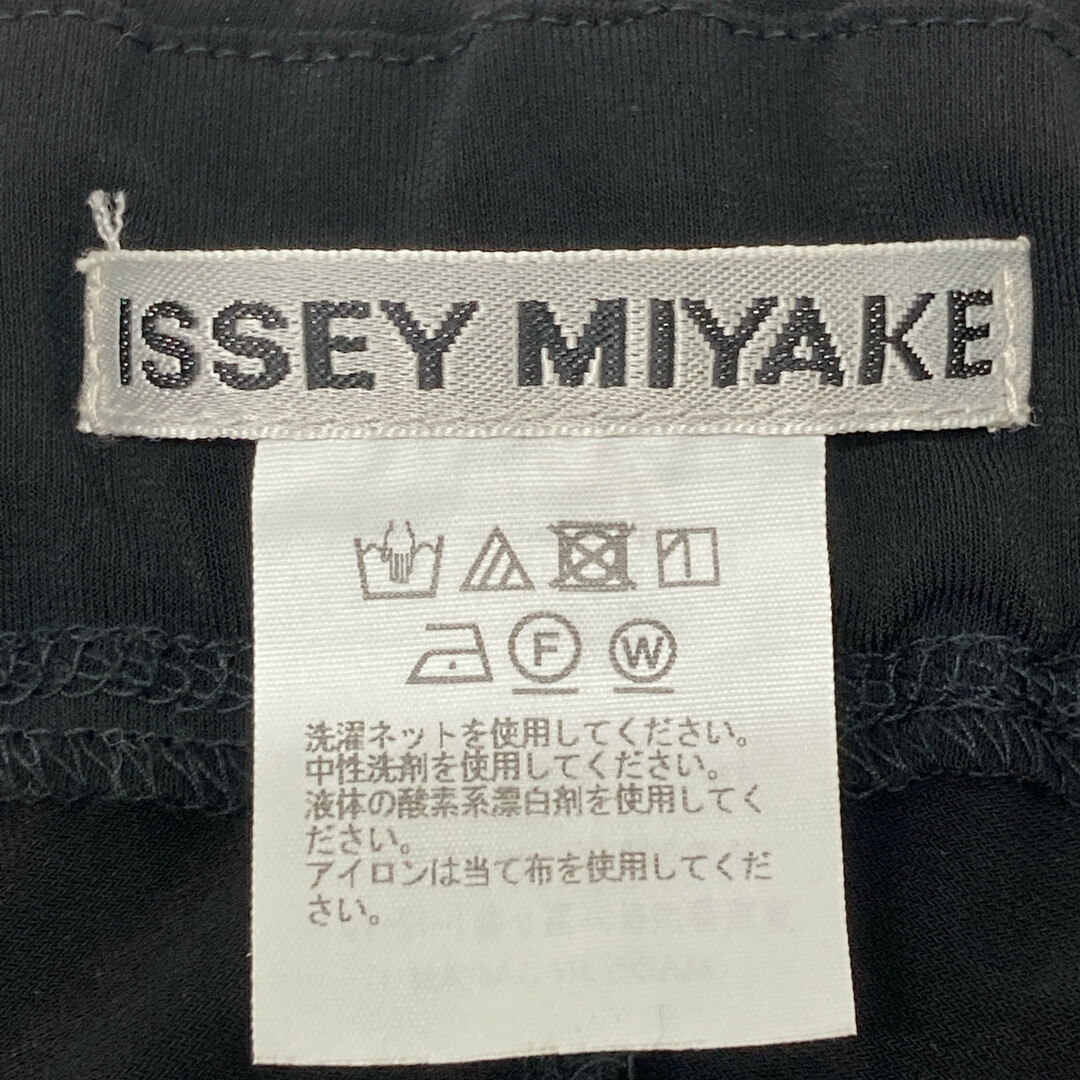 ISSEY MIYAKE
F W
洗濯ネットを使用してください。
中性洗剤を使用してください。
液体の酸素系漂白剤を使用してく
ださい。
アイロンは当て布を使用してくだ
さい。